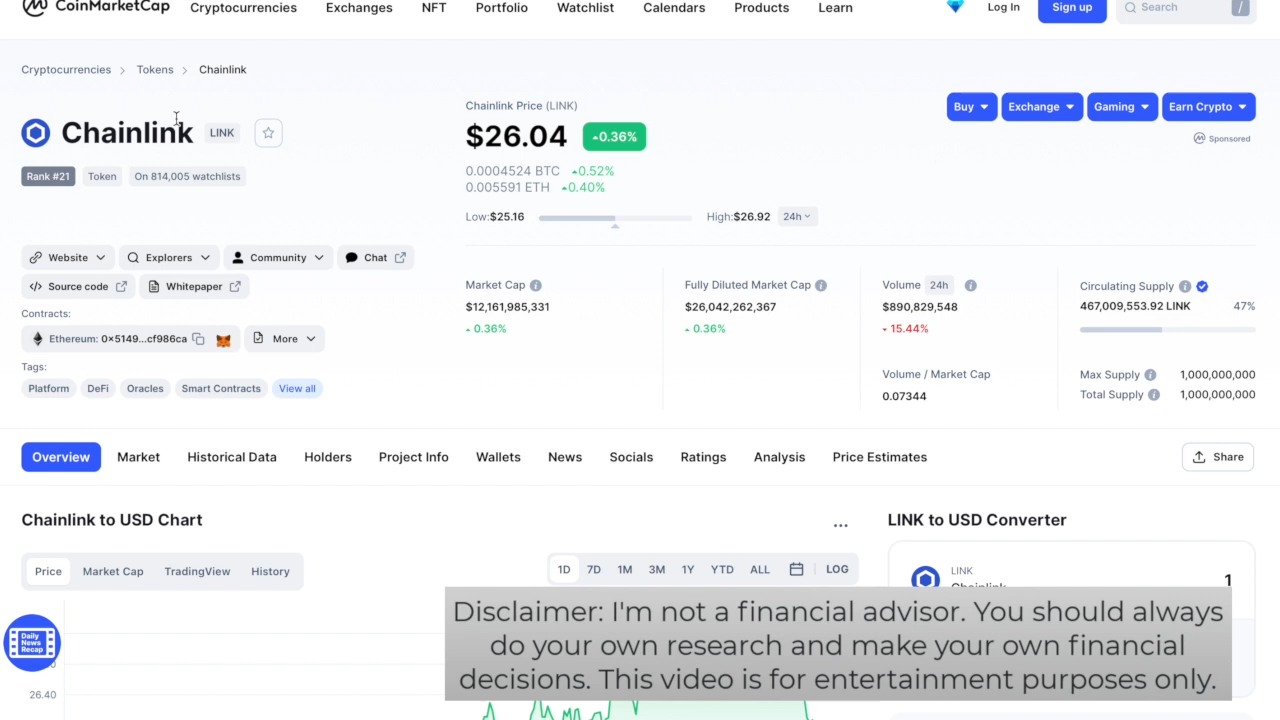 CoinMarketCap
Cryptocurrencies
Exchanges
NFT
Portfolio
Watchlist
Calendars
Products
Learn
Log In
Sign up
Search
/
Cryptocurrencies > Tokens > Chainlink
Chainlink
LINK
Rank #21
Token
On 814,005 watchlists
Website
Explorers
Community
Chat
Source code
Whitepaper
Contracts:
Ethereum: 0x5149...cf986ca
More
Tags:
Platform
DeFi
Oracles
Smart Contracts
View all
Chainlink Price (LINK)
$26.04
0.36%
0.0004524 BTC
0.52%
0.005591 ETH
0.40%
Low:$25.16
High:$26.92
24h
Buy
Exchange
Gaming
Earn Crypto
Sponsored
Market Cap
$12,161,985,331
0.36%
Fully Diluted Market Cap
$26,042,262,367
0.36%
Volume 24h
$890,829,548
15.44%
Volume / Market Cap
0.07344
Circulating Supply
467,009,553.92 LINK
47%
Max Supply
1,000,000,000
Total Supply
1,000,000,000
Overview
Market
Historical Data
Holders
Project Info
Wallets
News
Socials
Ratings
Analysis
Price Estimates
Share
Chainlink to USD Chart
...
LINK to USD Converter
Price
Market Cap
TradingView
History
1D
7D
1M
3M
1Y
YTD
ALL
LOG
LINK
Chainlink
1
Daily
News
Recap
26.40
Disclaimer: I'm not a financial advisor. You should always
do your own research and make your own financial
decisions. This video is for entertainment purposes only.